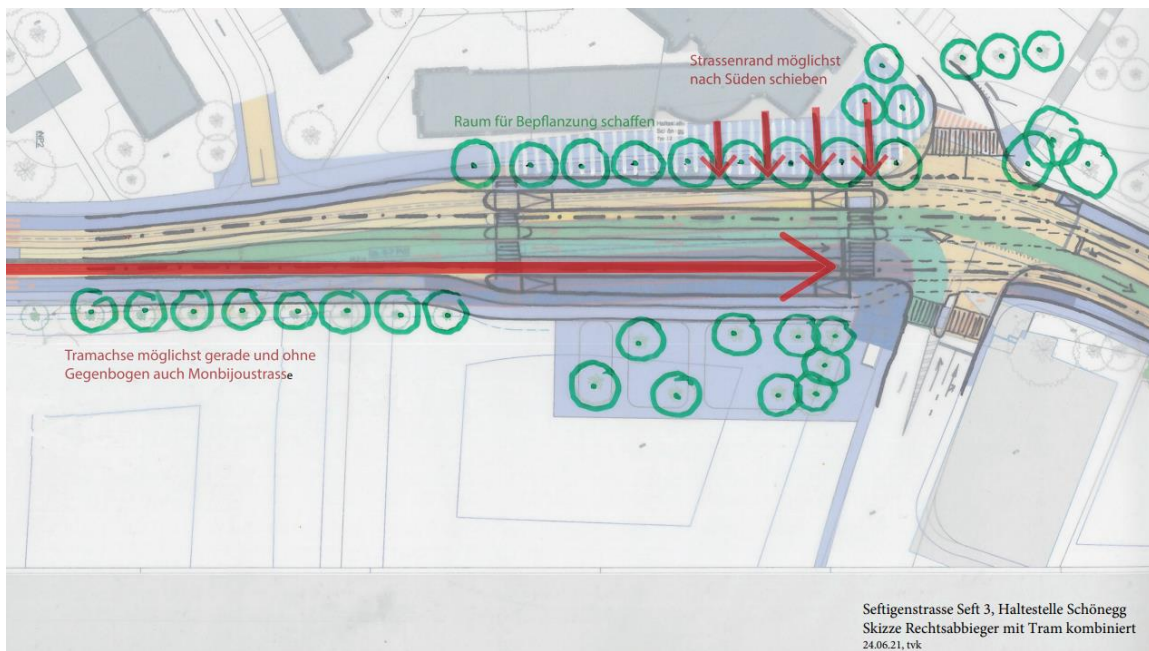 Strassenrand möglichst
nach Süden schieben
Raum für Bepflanzung schaffen
Tramachse möglichst gerade und ohne
Gegenbogen auch Monbijoustrasse
Seftigenstrasse Seft 3, Haltestelle Schönegg
Skizze Rechtsabbieger mit Tram kombiniert
24.06.21, tvk